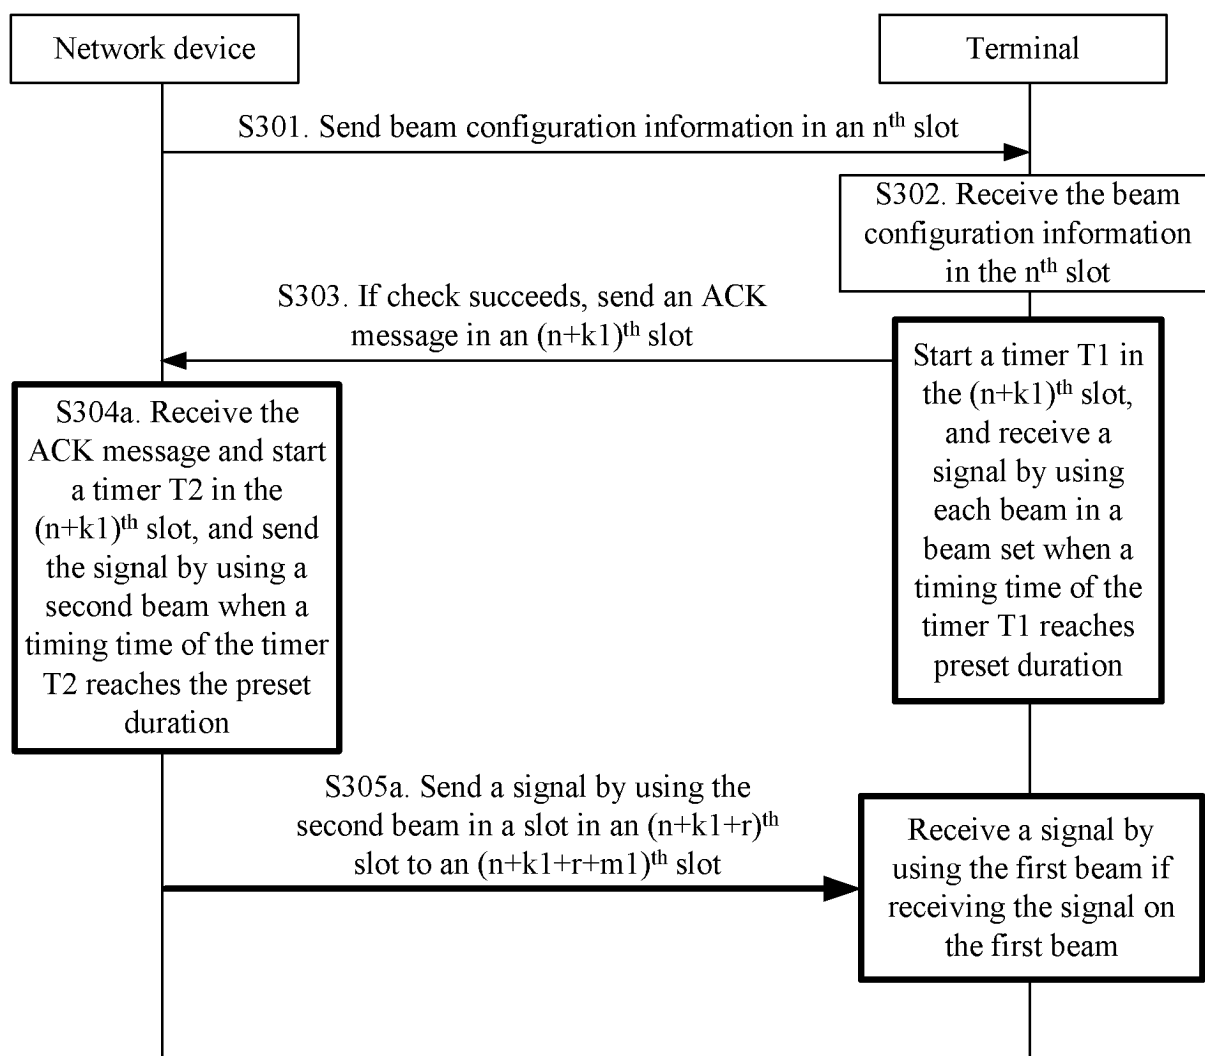 Network device
Terminal
S301. Send beam configuration information in an nth slot
S302. Receive the beam
configuration information
in the nth slot
S303. If check succeeds, send an ACK
message in an (n+k1)th slot
Start a timer T1 in
the (n+k1)th slot,
and receive a
signal by using
each beam in a
beam set when a
timing time of the
timer T1 reaches
preset duration
S304a. Receive the
ACK message and start
a timer T2 in the
(n+k1)th slot, and send
the signal by using a
second beam when a
timing time of the timer
T2 reaches the preset
duration
S305a. Send a signal by using the
second beam in a slot in an (n+k1+r)th
slot to an (n+k1+r+m1)th slot
Receive a signal by
using the first beam if
receiving the signal on
the first beam